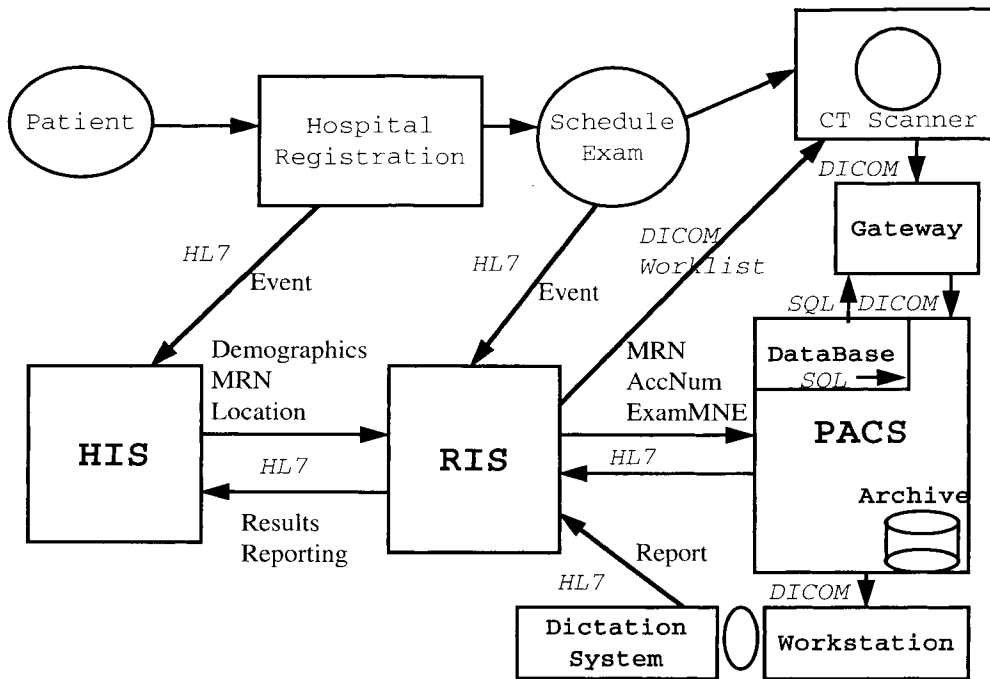 Patient
Hospital
Registration
Schedule
Exam
CT Scanner
DICOM
Gateway
HL7
Event
HL7
Event
DICOM
Worklist
SQL
DICOM
DataBase
SQL
PACS
Archive
Demographics
MRN
Location
HIS
HL7
Results
Reporting
RIS
MRN
AccNum
ExamMNE
HL7
Report
HL7
DICOM
Dictation
System
Workstation